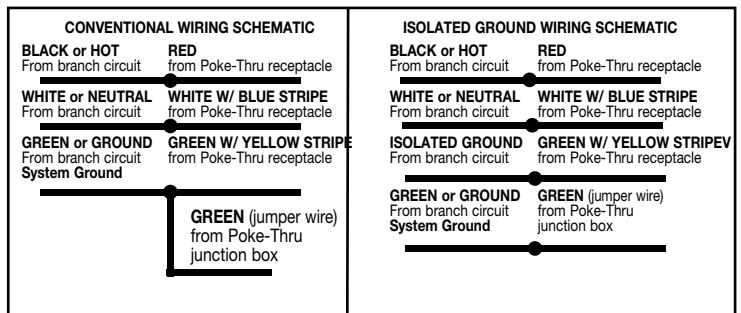 CONVENTIONAL WIRING SCHEMATIC
BLACK or HOT RED
From branch circuit from Poke-Thru receptacle
WHITE or NEUTRAL WHITE W/ BLUE STRIPE
From branch circuit from Poke-Thru receptacle
GREEN or GROUND GREEN W/ YELLOW STRIPE
From branch circuit from Poke-Thru receptacle
System Ground
GREEN (jumper wire)
from Poke-Thru
junction box
ISOLATED GROUND WIRING SCHEMATIC
BLACK or HOT RED
From branch circuit from Poke-Thru receptacle
WHITE or NEUTRAL WHITE W/ BLUE STRIPE
From branch circuit from Poke-Thru receptacle
ISOLATED GROUND GREEN W/ YELLOW STRIPEV
From branch circuit from Poke-Thru receptacle
GREEN or GROUND GREEN (jumper wire)
From branch circuit from Poke-Thru
System Ground junction box